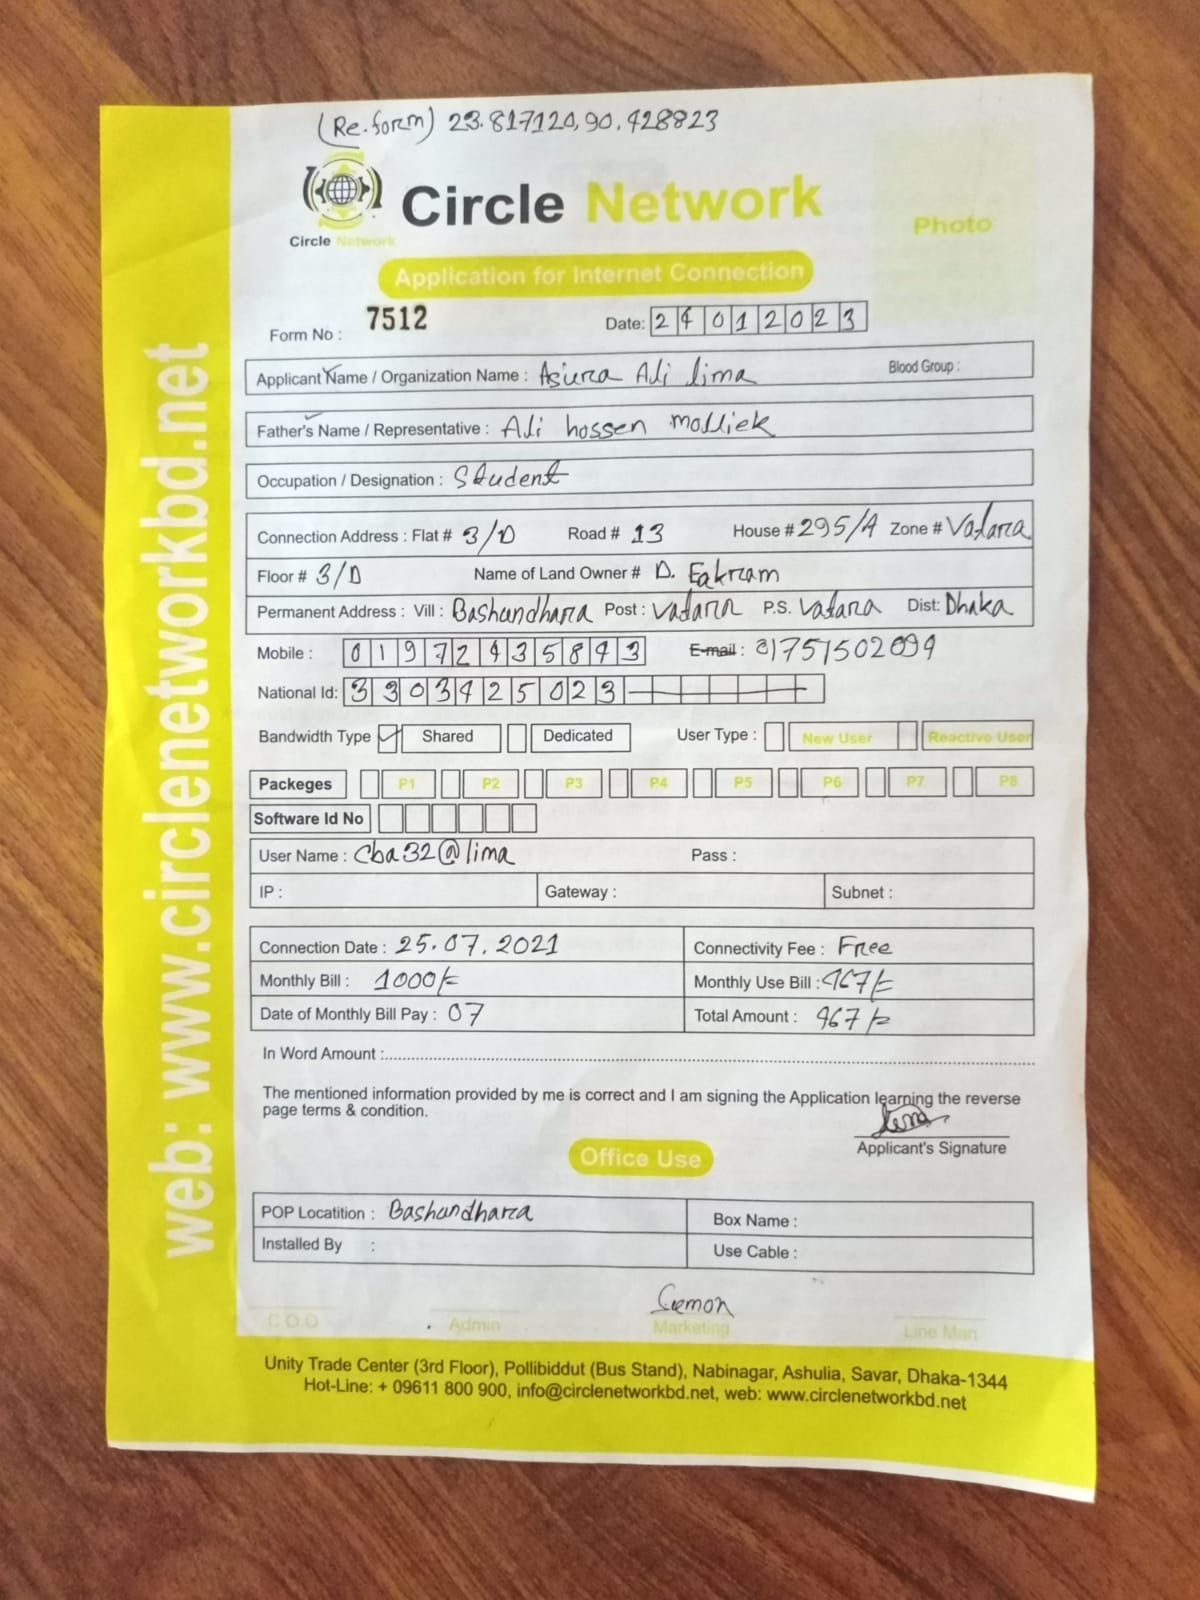 (Re.form) 23.817120, 90.428823
Circle Network
Circle Network
Photo
Application for Internet Connection
Form No : 7512 Date: 24012023
Applicant Name / Organization Name : Asura Ali lima Blood Group :
Father's Name / Representative : Ali hossen molliek
Occupation / Designation : Student
Connection Address : Flat # 3/D Road # 13 House # 295/A Zone # Vatara
Floor # 3/D Name of Land Owner # D. Eakram
Permanent Address : Vill : Bashundhara Post : Vatara P.S. Vatara Dist: Dhaka
Mobile : 01972435843 E-mail : 01751502094
National Id: 3303425023
Bandwidth Type Shared Dedicated User Type : New User Reactive User
Packeges P1 P2 P3 P4 P5 P6 P7 P8
Software Id No
User Name : Cba32@lima Pass :
IP : Gateway : Subnet :
Connection Date : 25.07.2021 Connectivity Fee : Free
Monthly Bill : 1000/= Monthly Use Bill : 967/=
Date of Monthly Bill Pay : 07 Total Amount : 967/=
In Word Amount :
The mentioned information provided by me is correct and I am signing the Application learning the reverse
page terms & condition.
Lima
Applicant's Signature
Office Use
POP Locatition : Bashundhara Box Name :
Installed By : Use Cable :
C.O.O Admin Marketing Line Man
Unity Trade Center (3rd Floor), Pollibiddut (Bus Stand), Nabinagar, Ashulia, Savar, Dhaka-1344
Hot-Line: + 09611 800 900, info@circlenetworkbd.net, web: www.circlenetworkbd.net
web: www.circlenetworkbd.net